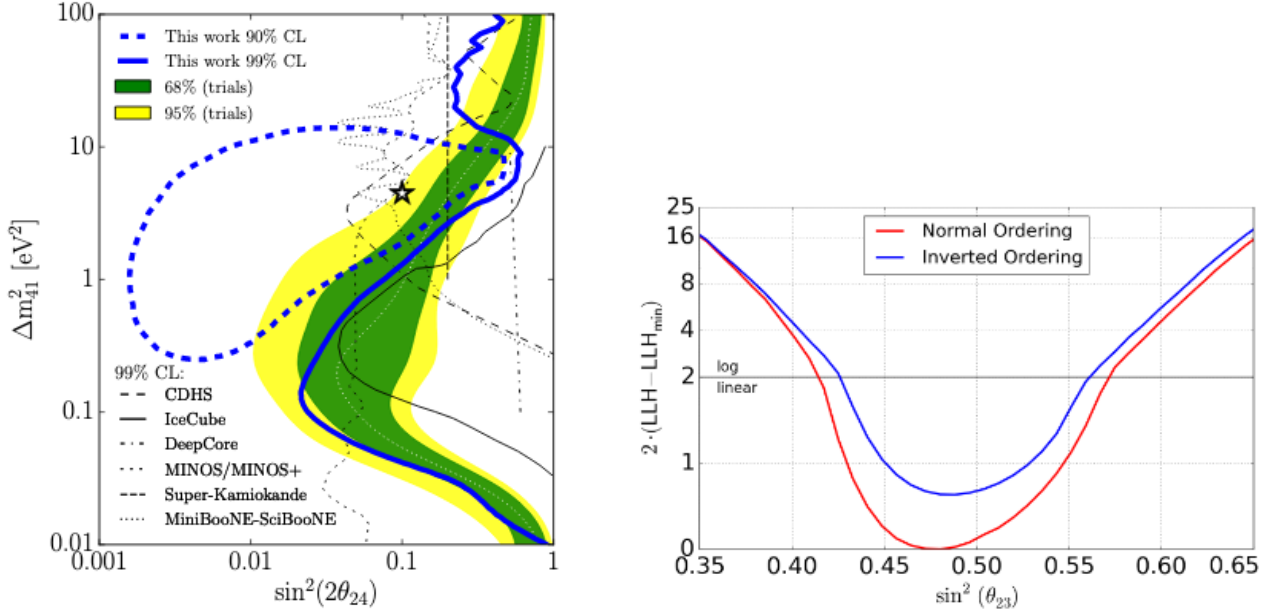 100
10
1
0.1
0.01
Δm²₄₁ [eV²]
This work 90% CL
This work 99% CL
68% (trials)
95% (trials)
99% CL:
CDHS
IceCube
DeepCore
MINOS/MINOS+
Super-Kamiokande
MiniBooNE-SciBooNE
0.001 0.01 0.1 1
sin²(2θ₂₄)
25
16
8
4
2
1
0
2·(LLH−LLHmin)
Normal Ordering
Inverted Ordering
log
linear
0.35 0.40 0.45 0.50 0.55 0.60 0.65
sin² (θ₂₃)